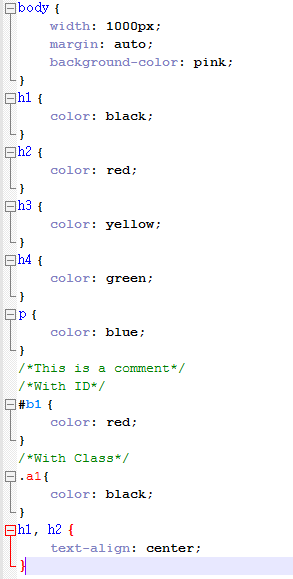 body {
    width: 1000px;
    margin: auto;
    background-color: pink;
}
h1 {
    color: black;
}
h2 {
    color: red;
}
h3 {
    color: yellow;
}
h4 {
    color: green;
}
p {
    color: blue;
}
/*This is a comment*/
/*With ID*/
#b1 {
    color: red;
}
/*With Class*/
.a1{
    color: black;
}
h1, h2 {
    text-align: center;
}